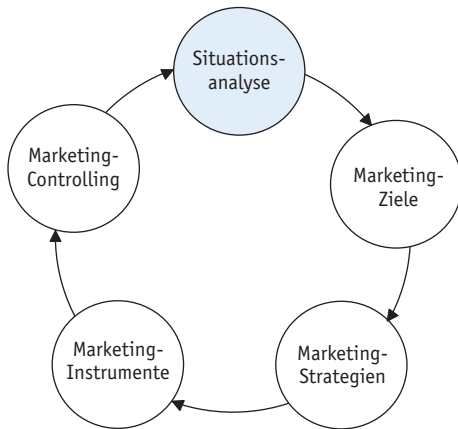 Situations-
analyse
Marketing-
Ziele
Marketing-
Strategien
Marketing-
Instrumente
Marketing-
Controlling